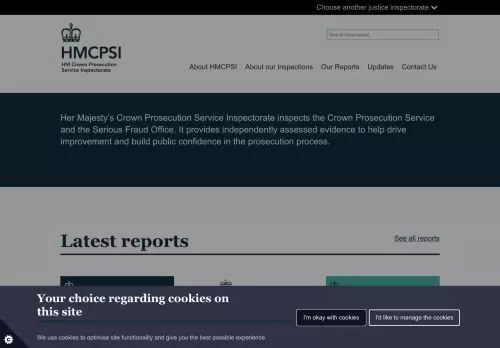 Choose another justice inspectorate
HMCPSI
HM Crown Prosecution
Service Inspectorate
Search Inspectorates
About HMCPSI About our inspections Our Reports Updates Contact Us
Her Majesty's Crown Prosecution Service Inspectorate inspects the Crown Prosecution Service
and the Serious Fraud Office. It provides independently assessed evidence to help drive
improvement and build public confidence in the prosecution process.
Latest reports
See all reports
Your choice regarding cookies on
this site
I'm okay with cookies
I'd like to manage the cookies
We use cookies to optimise site functionality and give you the best possible experience